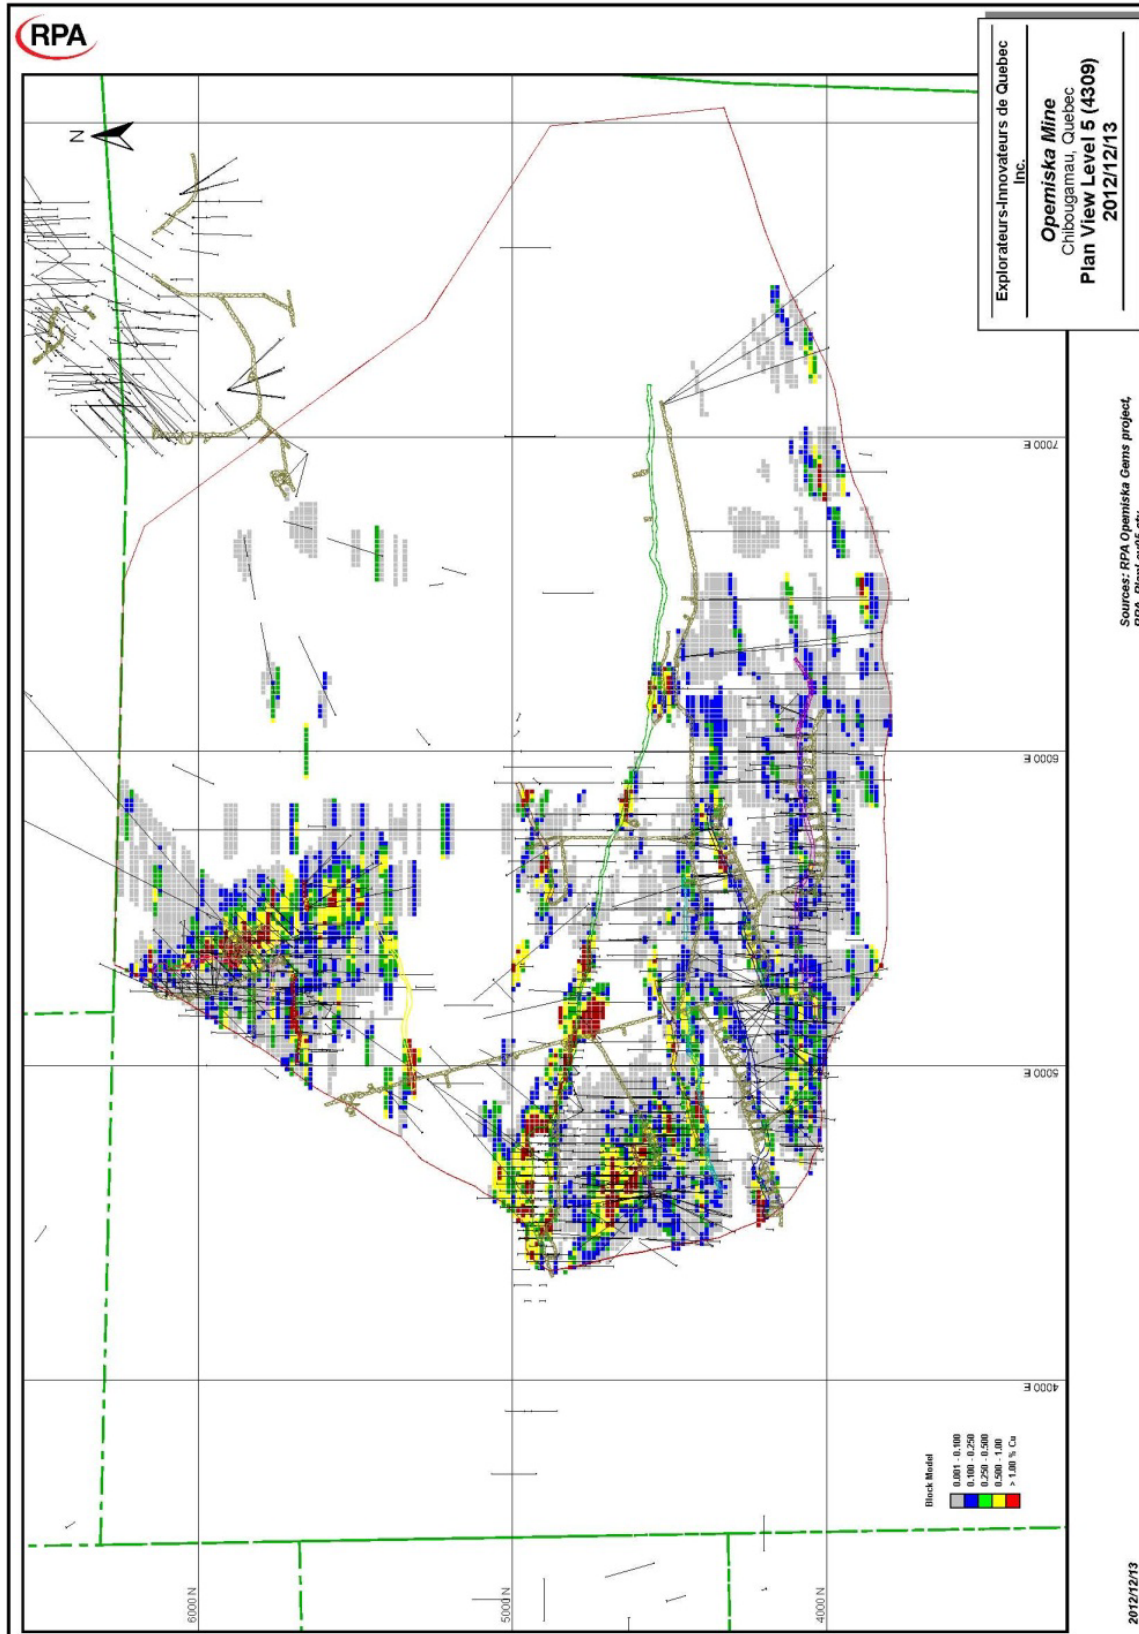 RPA
N
Explorateurs-Innovateurs de Quebec
Inc.
Opemiska Mine
Chibougamau, Quebec
Plan View Level 5 (4309)
2012/12/13
7000 E
6000 E
5000 E
4000 E
6000 N
5000 N
4000 N
Block Model
0.001 - 0.100
0.100 - 0.250
0.250 - 0.500
0.500 - 1.00
> 1.00 % Cu
Sources: RPA Opemiska Gems project,
2012/12/13